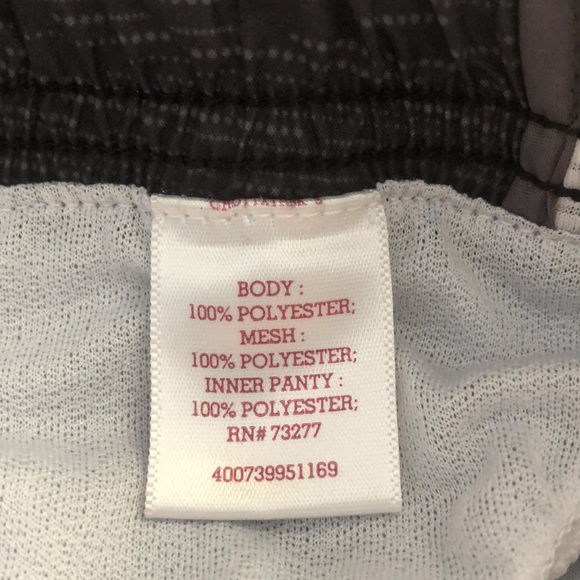 BODY :
100% POLYESTER;
MESH :
100% POLYESTER;
INNER PANTY :
100% POLYESTER;
RN# 73277
400739951169